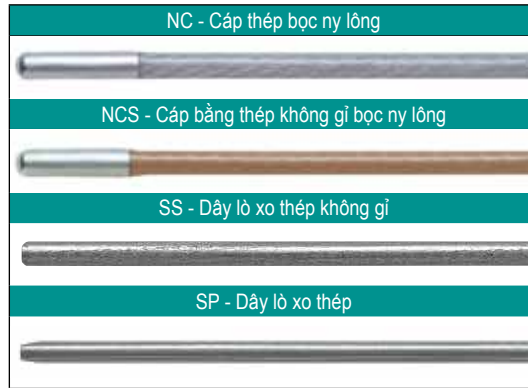 NC - Cáp thép bọc ny lông
NCS - Cáp bằng thép không gỉ bọc ny lông
SS - Dây lò xo thép không gỉ
SP - Dây lò xo thép